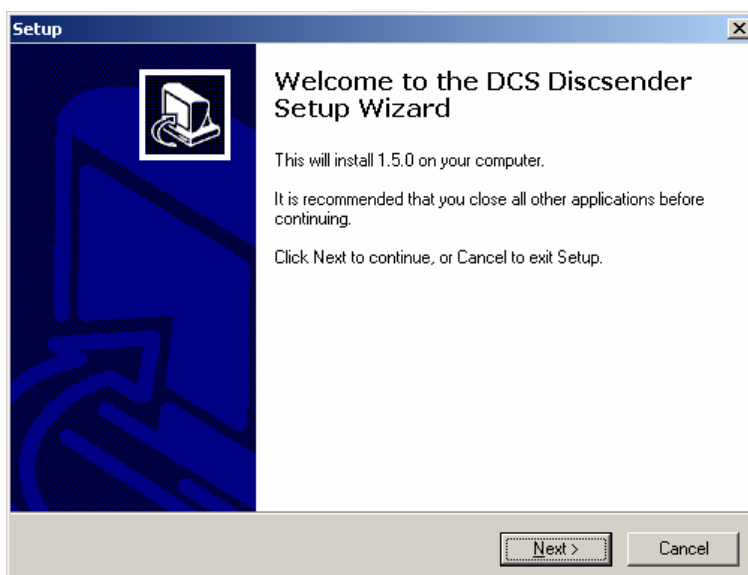 Setup
Welcome to the DCS Discsender
Setup Wizard
This will install 1.5.0 on your computer.
It is recommended that you close all other applications before
continuing.
Click Next to continue, or Cancel to exit Setup.
Next >
Cancel